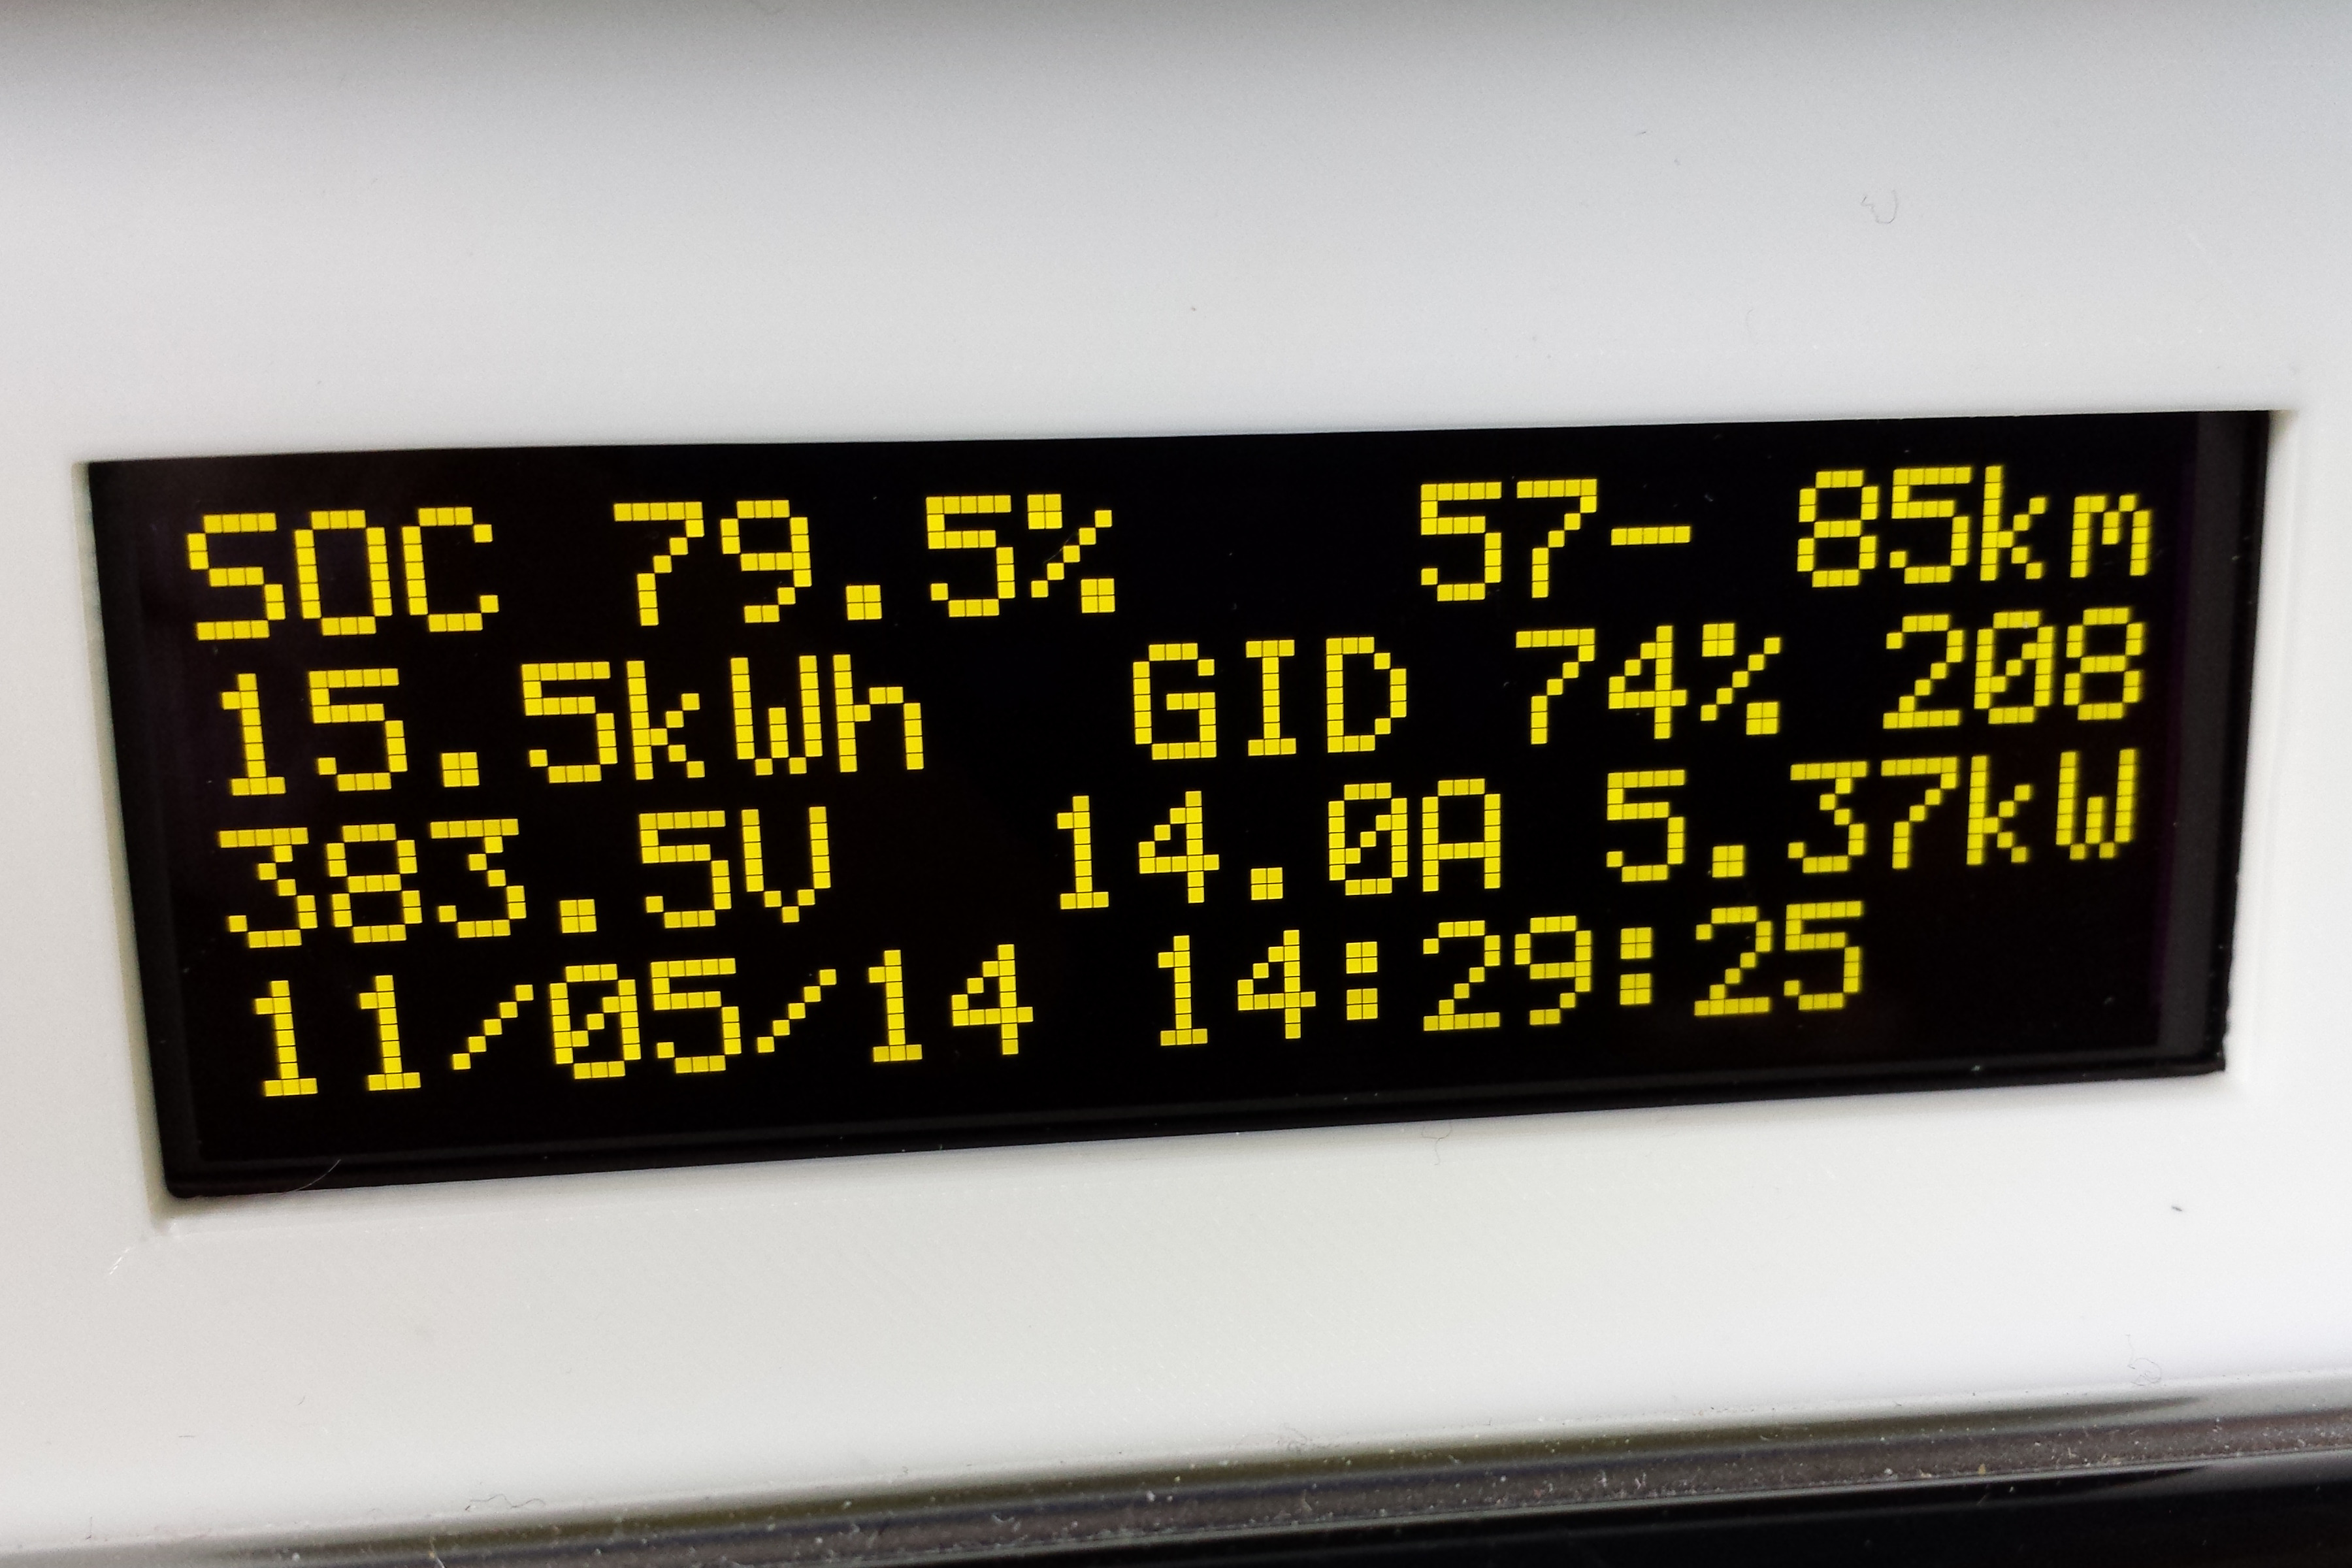 SOC 79.5% 57- 85km
15.5kWh GID 74% 208
383.5V 14.0A 5.37kW
11/05/14 14:29:25